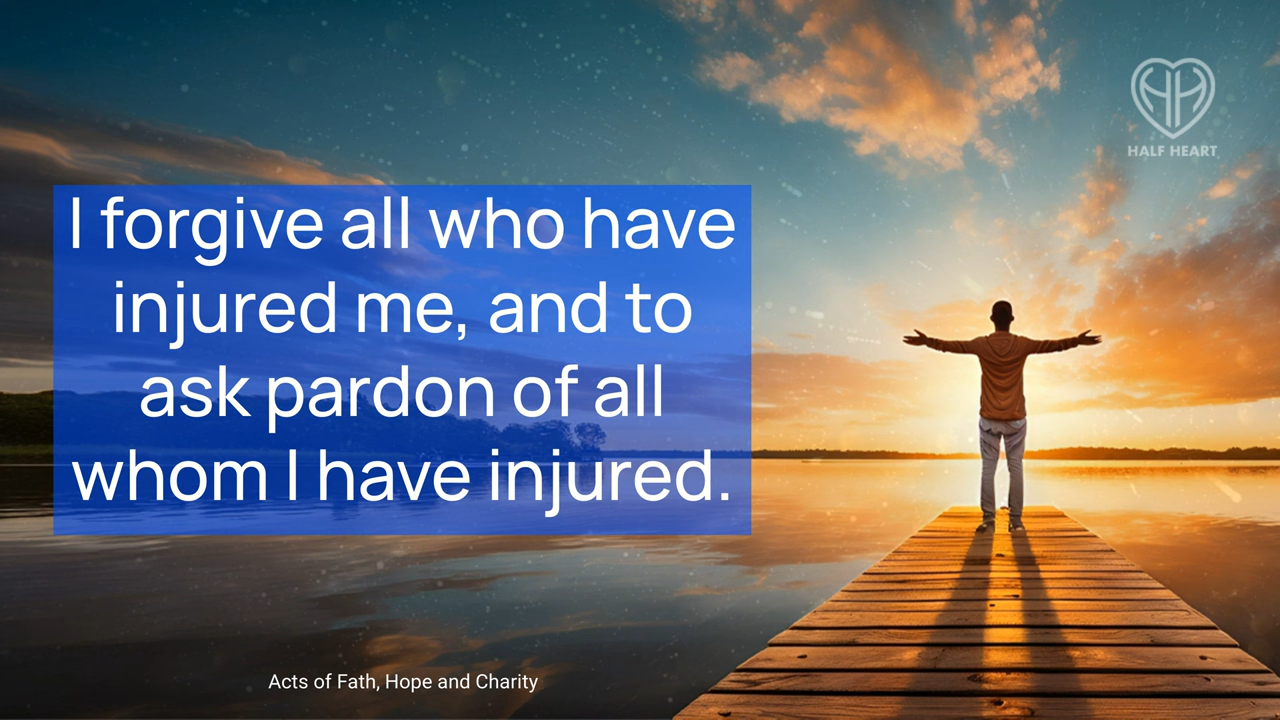 HALF HEART
I forgive all who have
injured me, and to
ask pardon of all
whom I have injured.
Acts of Fath, Hope and Charity